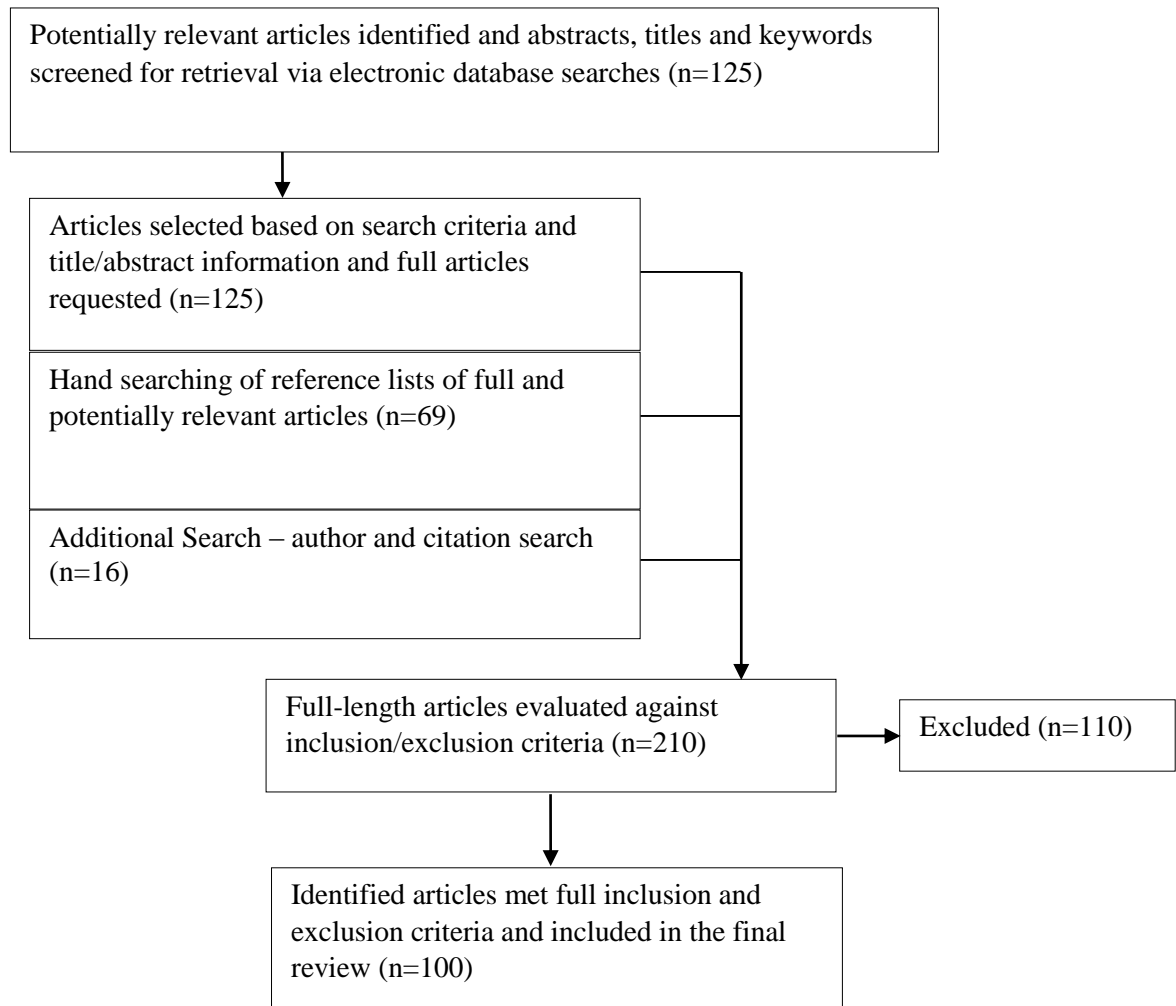 Potentially relevant articles identified and abstracts, titles and keywords
screened for retrieval via electronic database searches (n=125)
Articles selected based on search criteria and
title/abstract information and full articles
requested (n=125)
Hand searching of reference lists of full and
potentially relevant articles (n=69)
Additional Search – author and citation search
(n=16)
Full-length articles evaluated against
inclusion/exclusion criteria (n=210)
Excluded (n=110)
Identified articles met full inclusion and
exclusion criteria and included in the final
review (n=100)